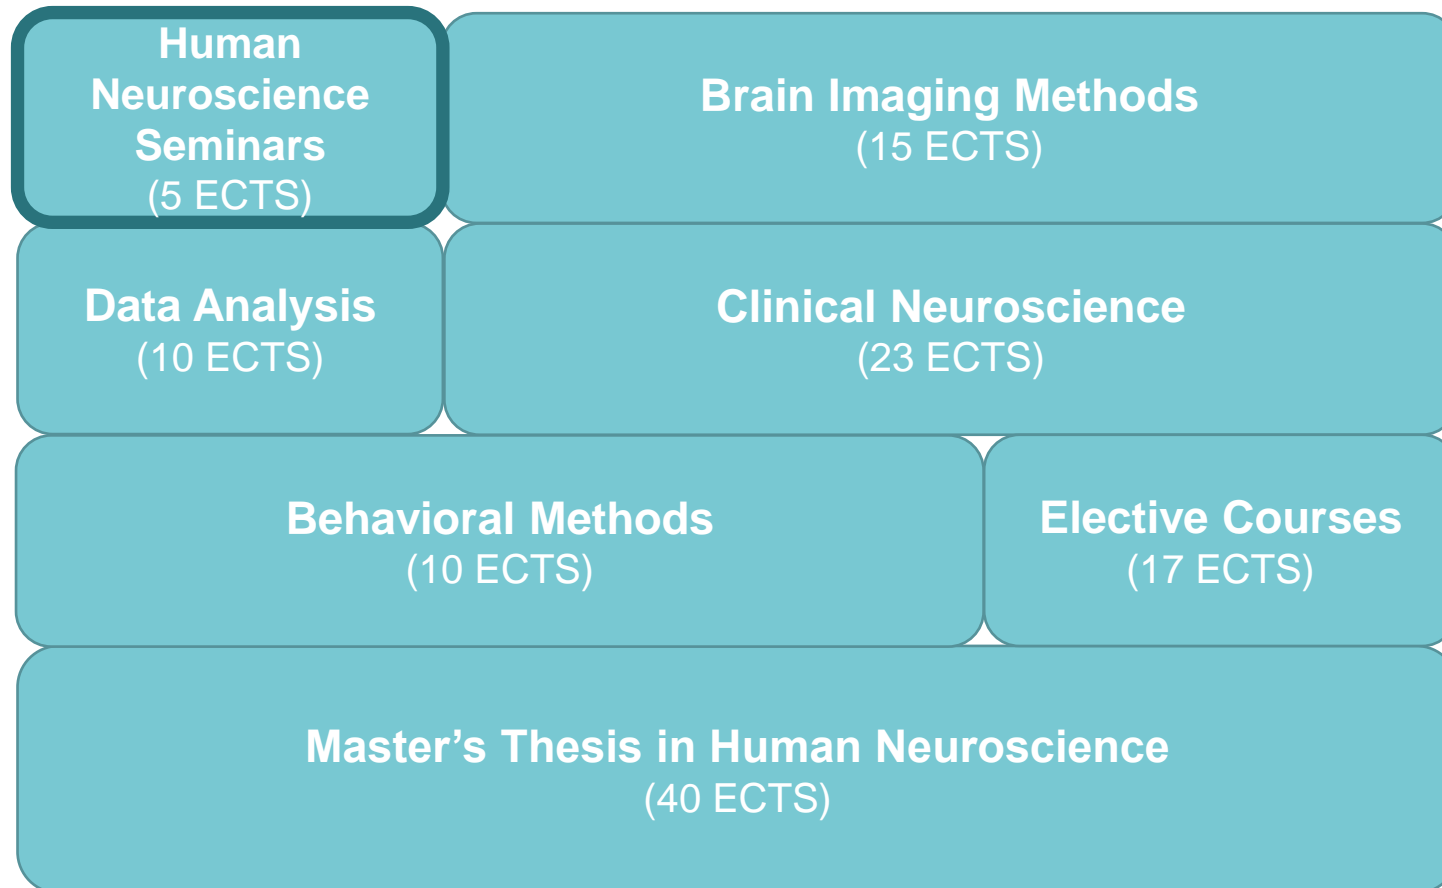 Human
Neuroscience
Seminars
(5 ECTS)
Brain Imaging Methods
(15 ECTS)
Data Analysis
(10 ECTS)
Clinical Neuroscience
(23 ECTS)
Behavioral Methods
(10 ECTS)
Elective Courses
(17 ECTS)
Master’s Thesis in Human Neuroscience
(40 ECTS)